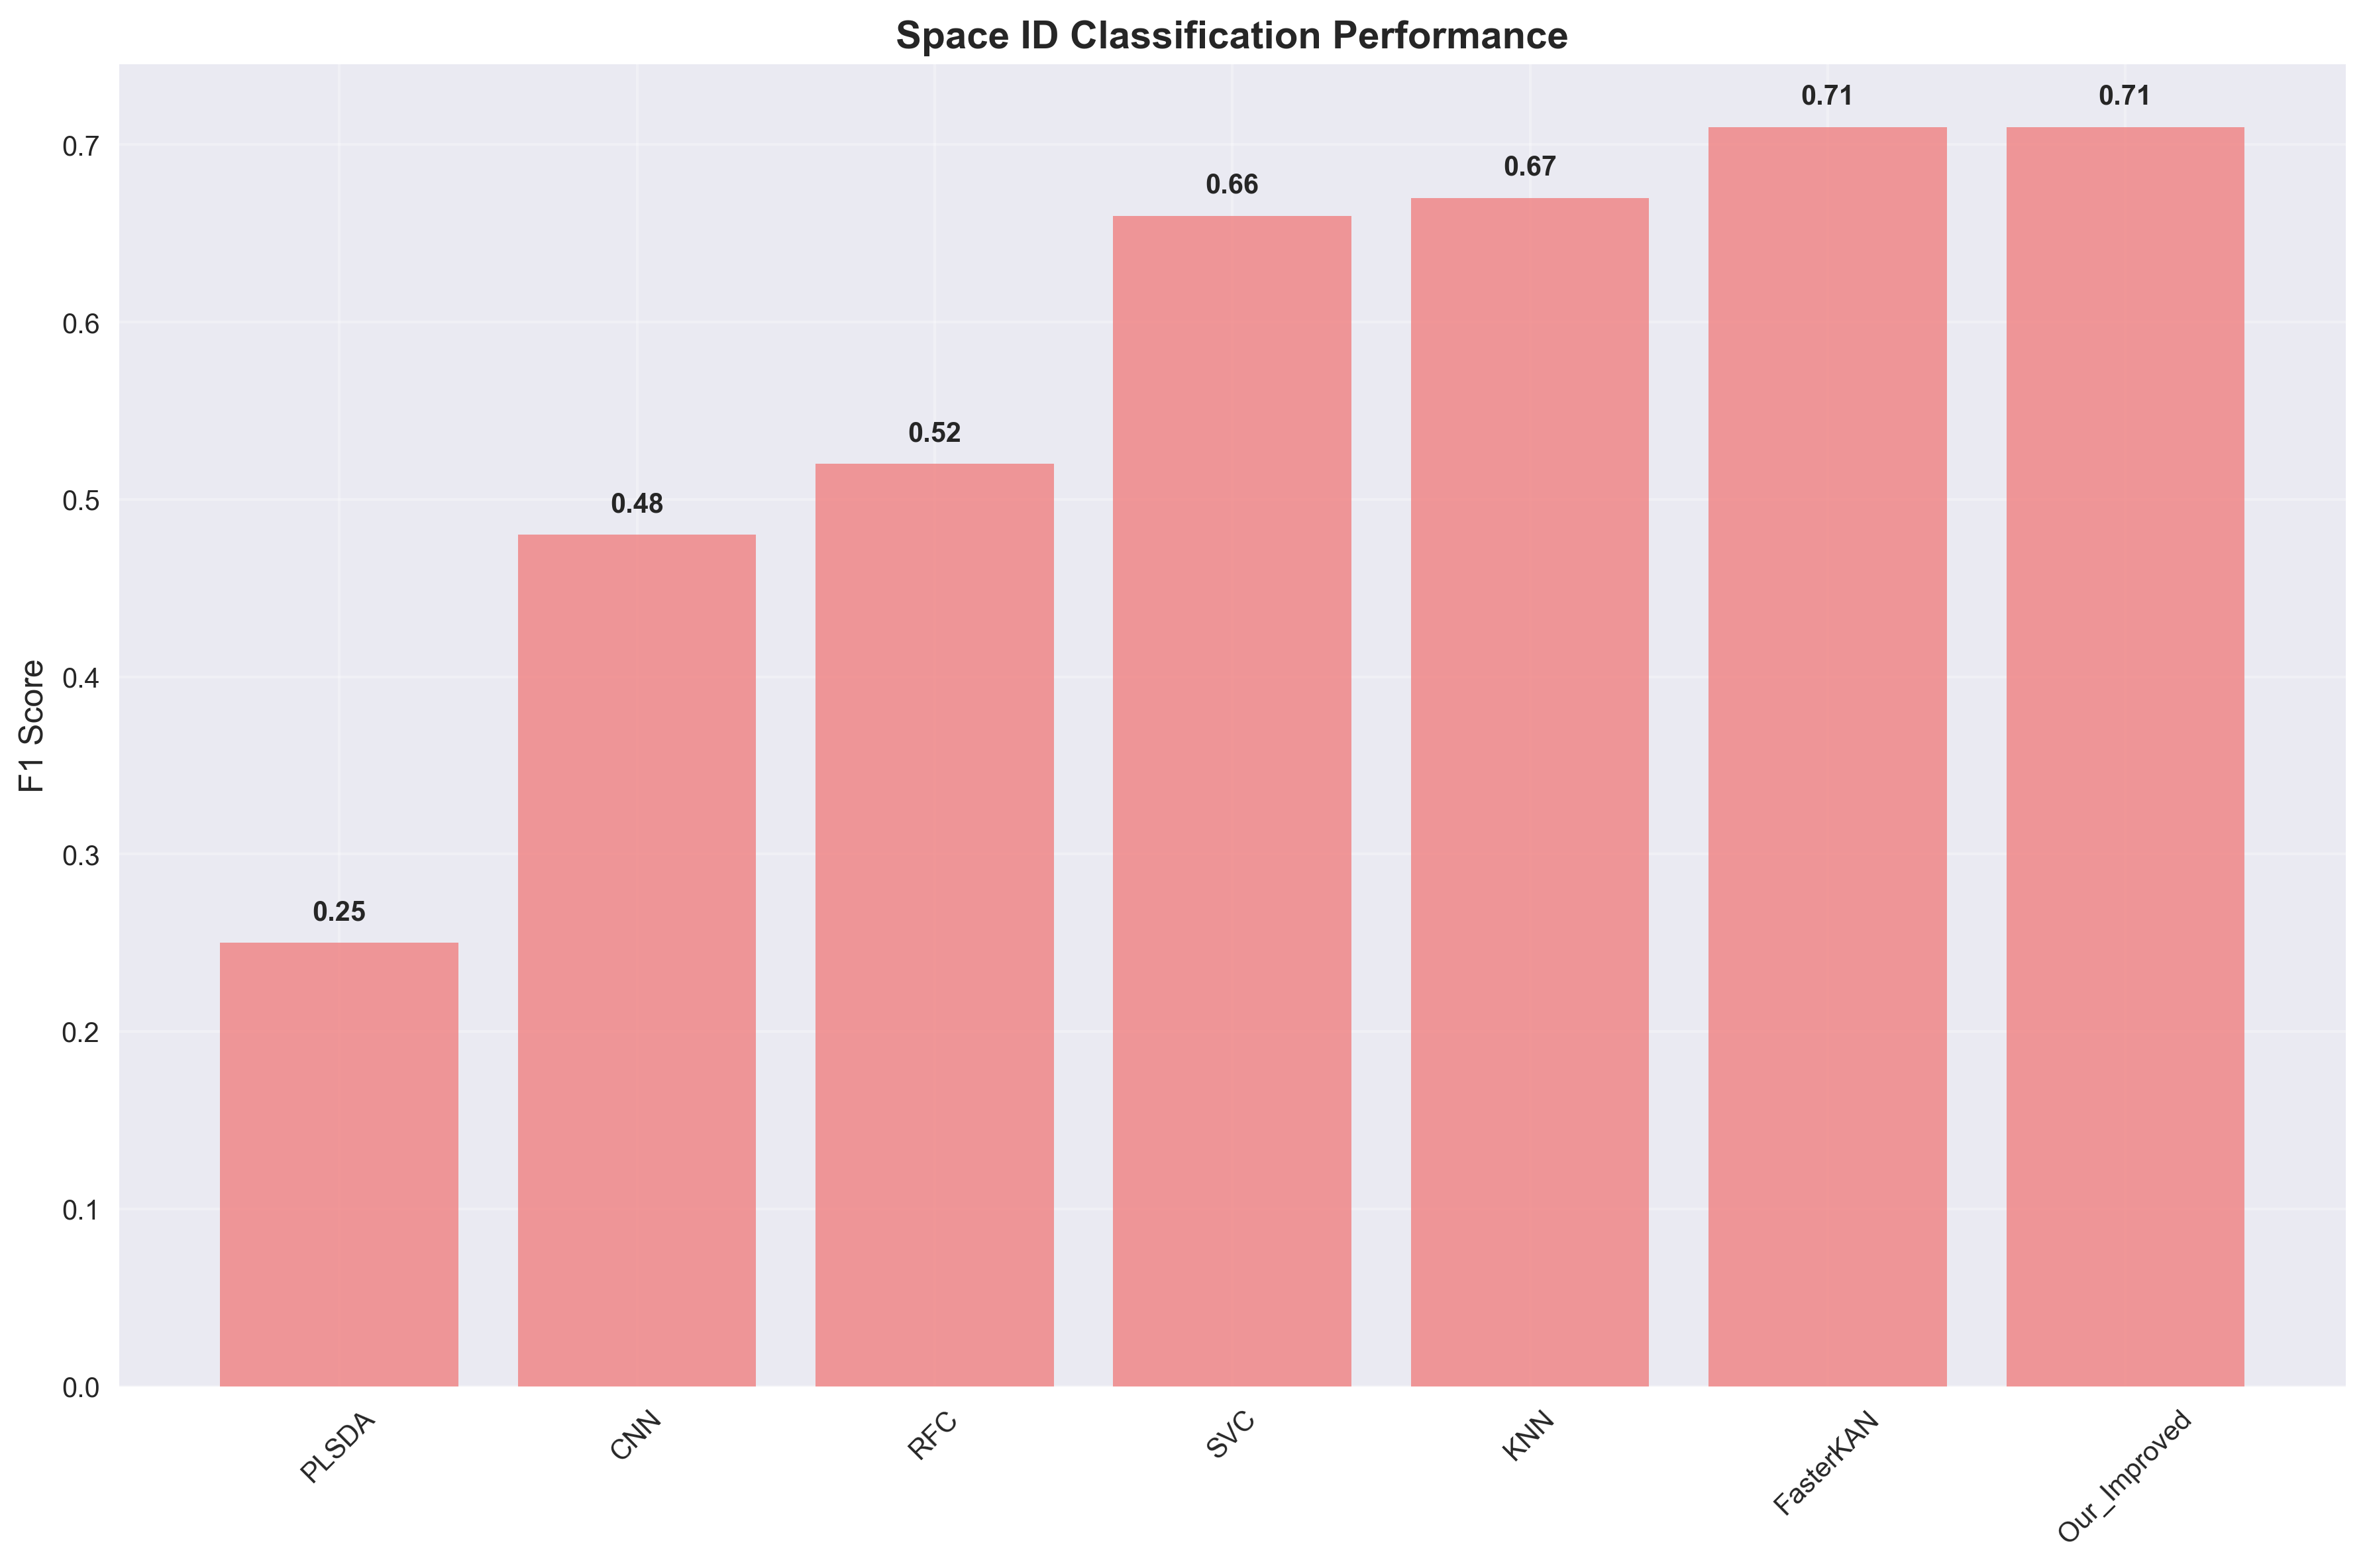 Space ID Classification Performance
F1 Score
0.7
0.6
0.5
0.4
0.3
0.2
0.1
0.0
0.25
0.48
0.52
0.66
0.67
0.71
0.71
PLSDA
CNN
RFC
SVC
KNN
FasterKAN
Our_Improved